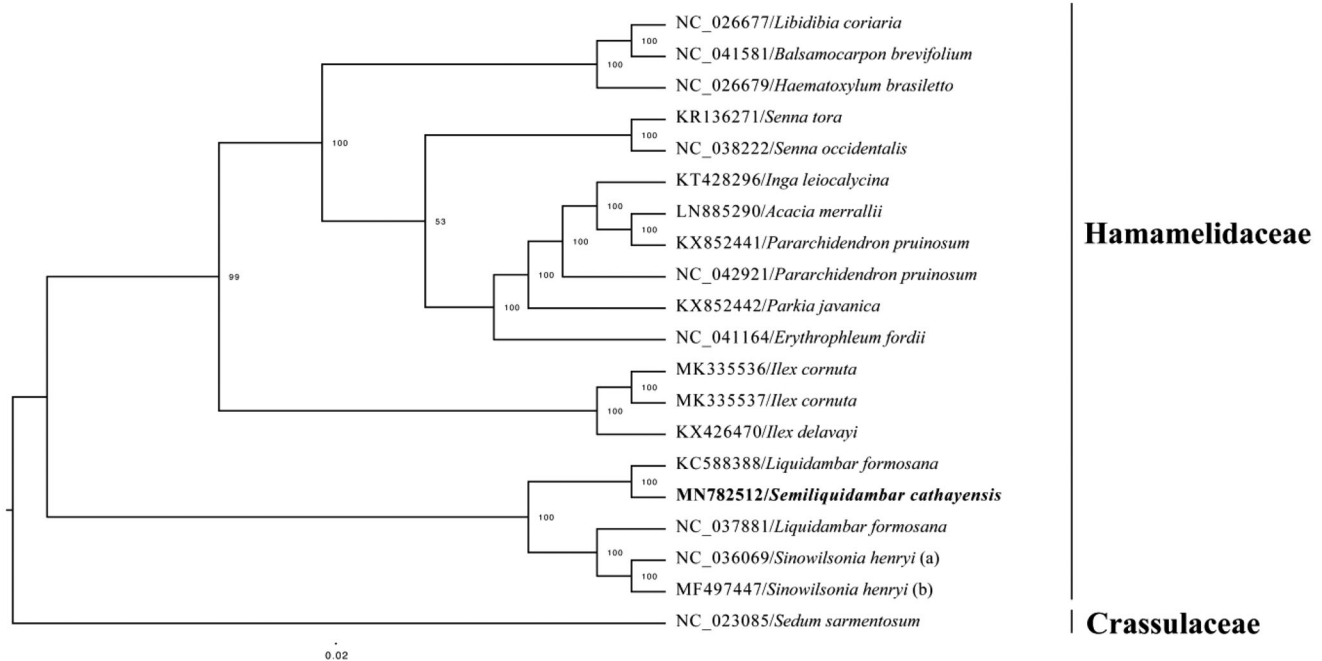 NC_026677/Libidibia coriaria
100
NC_041581/Balsamocarpon brevifolium
100
NC_026679/Haematoxylum brasiletto
KR136271/Senna tora
100
100
NC_038222/Senna occidentalis
KT428296/Inga leiocalycina
100
LN885290/Acacia merrallii
53
100
Hamamelidaceae
100
KX852441/Pararchidendron pruinosum
100
NC_042921/Pararchidendron pruinosum
99
100
KX852442/Parkia javanica
NC_041164/Erythrophleum fordii
MK335536/Ilex cornuta
100
100
MK335537/Ilex cornuta
KX426470/Ilex delavayi
KC588388/Liquidambar formosana
100
MN782512/Semiliquidambar cathayensis
100
NC_037881/Liquidambar formosana
100
NC_036069/Sinowilsonia henryi (a)
100
MF497447/Sinowilsonia henryi (b)
NC_023085/Sedum sarmentosum
Crassulaceae
0.02